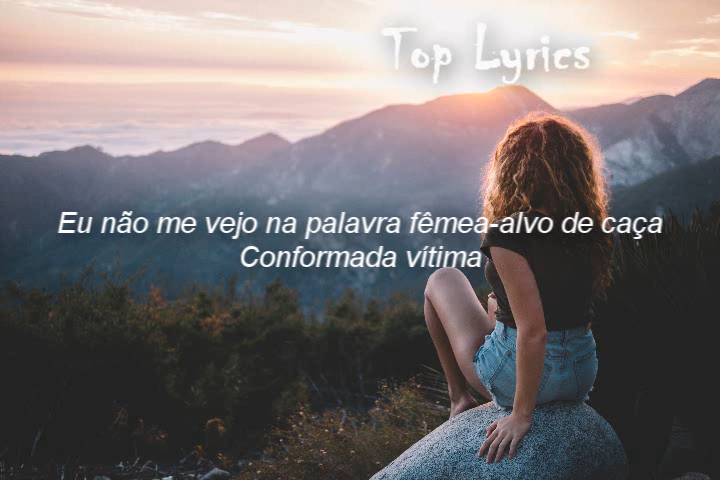 Top Lyrics
Eu não me vejo na palavra fêmea-alvo de caça
Conformada vítima